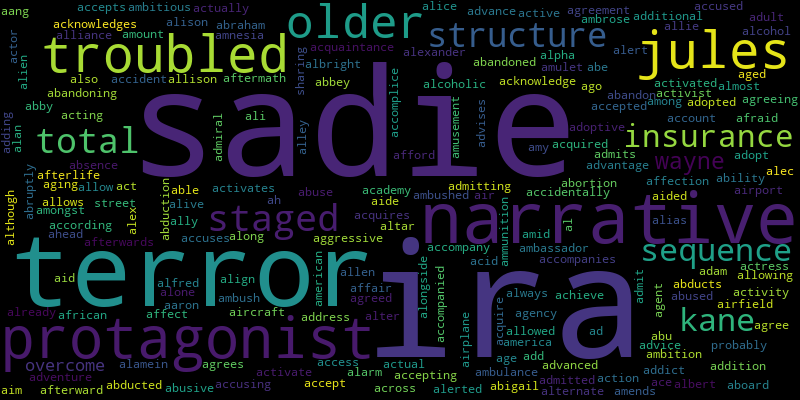 aang accepts ambitious actually alice advance active agreement ambrose additional accused
acknowledges alison abraham older alliance amount amnesia allie adult
actor troubled structure jules alcohol
acquaintance alexander alert
alien albright abandoned alpha
also accident allison aftermath sharing abbey alcoholic amulet abe aged
abandoning acknowledge ago activated almost
sadie
abby acting ali accomplice amusement abandon among adopted agreeing
adding alan admiral alley advises accepted activist
total adoptive account afraid
insurance
absence afford amy acquired admits adopt
wayne
afterlife abruptly abuse academy advantage ability alec
aging allow act able activates admitting abortion affection airport
although allows street alive abduction ah aide ambushed air accidentally aided
amongst alex staged acquires narrative alias
according ally altar ammunition amid al
ahead afterwards accuses along aggressive accompany ambassador sequence
terror ira
aid alfred align american allen alongside accompanied acid accompanies adam actress allowing
alone affair admit abducts
already aaron ambush agreed always achieve agent abused activity
african affect aircraft address alter acquire agency airfield
protagonist airplane allowed ad kane agree
america abu
overcome alamein agrees access actual age add advice probably
adventure activate alarm accepting ambulance advanced addict ambition addition
aim afterward abducted abusive accusing accept across alerted abigail admitted action ace albert aboard
alternate amends